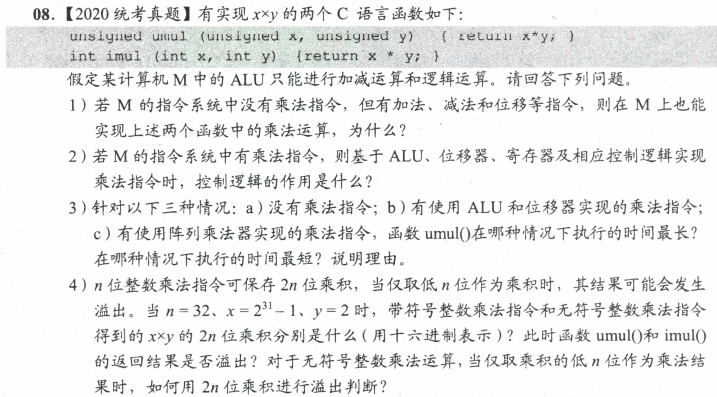 08.【2020 统考真题】有实现 x×y 的两个 C 语言函数如下：
unsigned umul (unsigned x, unsigned y) { return x*y; }
int imul (int x, int y) {return x * y; }
假定某计算机 M 中的 ALU 只能进行加减运算和逻辑运算。请回答下列问题。
1）若 M 的指令系统中没有乘法指令，但有加法、减法和位移等指令，则在 M 上也能
实现上述两个函数中的乘法运算，为什么？
2）若 M 的指令系统中有乘法指令，则基于 ALU、位移器、寄存器及相应控制逻辑实现
乘法指令时，控制逻辑的作用是什么？
3）针对以下三种情况：a）没有乘法指令；b）有使用 ALU 和位移器实现的乘法指令；
c）有使用阵列乘法器实现的乘法指令，函数 umul()在哪种情况下执行的时间最长？
在哪种情况下执行的时间最短？说明理由。
4）n 位整数乘法指令可保存 2n 位乘积，当仅取低 n 位作为乘积时，其结果可能会发生
溢出。当 n = 32、x = 2³¹ – 1、y = 2 时，带符号整数乘法指令和无符号整数乘法指令
得到的 x×y 的 2n 位乘积分别是什么（用十六进制表示）？此时函数 umul()和 imul()
的返回结果是否溢出？对于无符号整数乘法运算，当仅取乘积的低 n 位作为乘法结
果时，如何用 2n 位乘积进行溢出判断？